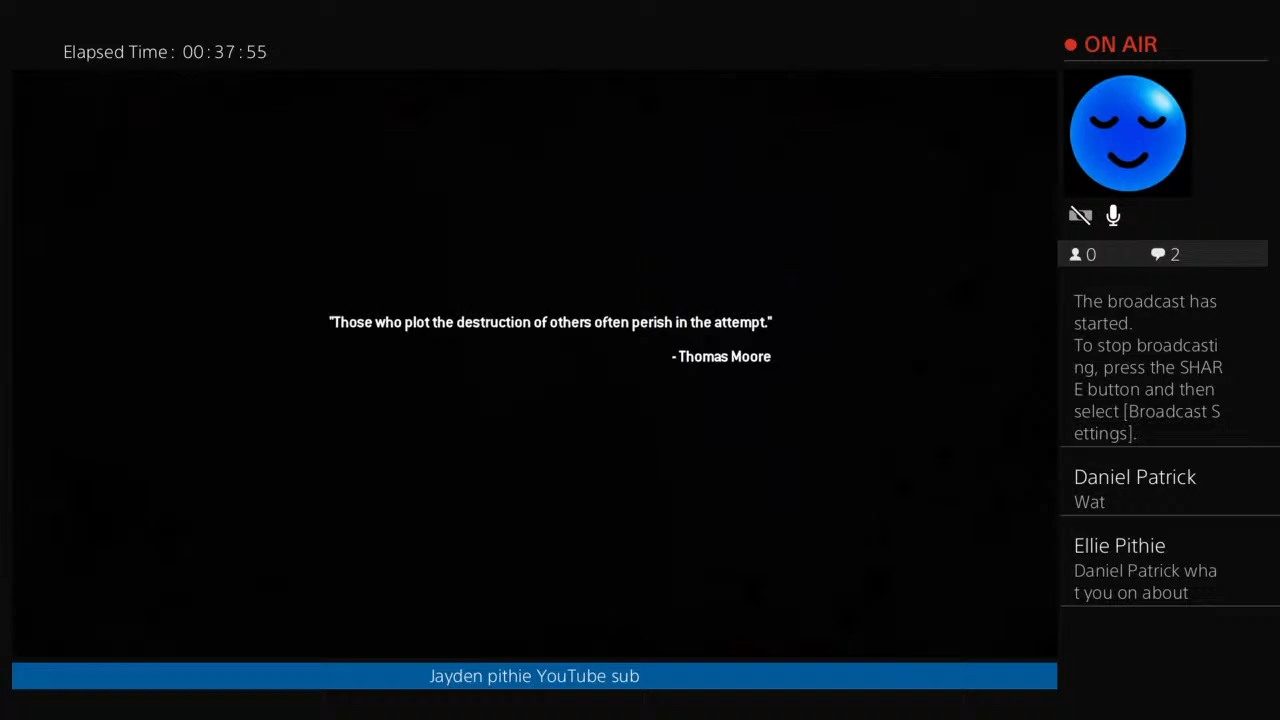 Elapsed Time: 00:37:55
ON AIR
0 2
"Those who plot the destruction of others often perish in the attempt."
- Thomas Moore
The broadcast has
started.
To stop broadcasti
ng, press the SHAR
E button and then
select [Broadcast S
ettings].
Daniel Patrick
Wat
Ellie Pithie
Daniel Patrick wha
t you on about
Jayden pithie YouTube sub